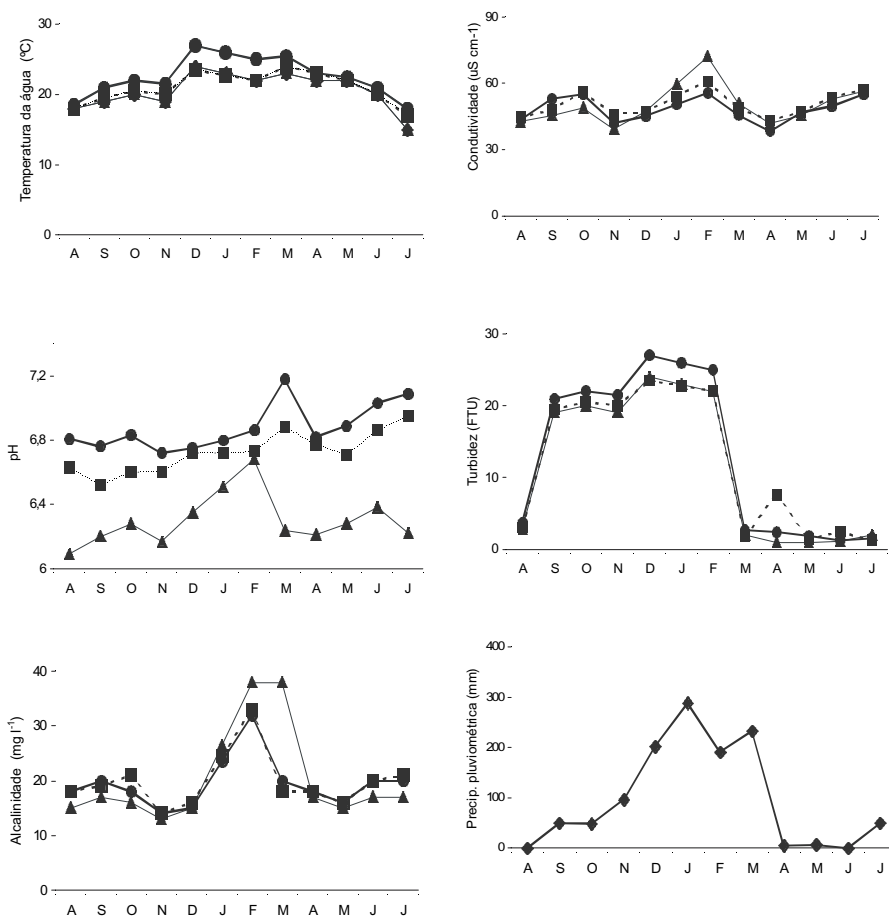 Temperatura da água (ºC)
30
20
10
0
A S O N D J F M A M J J
Condutividade (uS cm-1)
90
60
30
0
A S O N D J F M A M J J
pH
7,2
6,8
6,4
6
A S O N D J F M A M J J
Turbidez (FTU)
30
20
10
0
A S O N D J F M A M J J
Alcalinidade (mg l-1)
40
30
20
10
0
A S O N D J F M A M J J
Precip. pluviométrica (mm)
400
300
200
100
0
A S O N D J F M A M J J